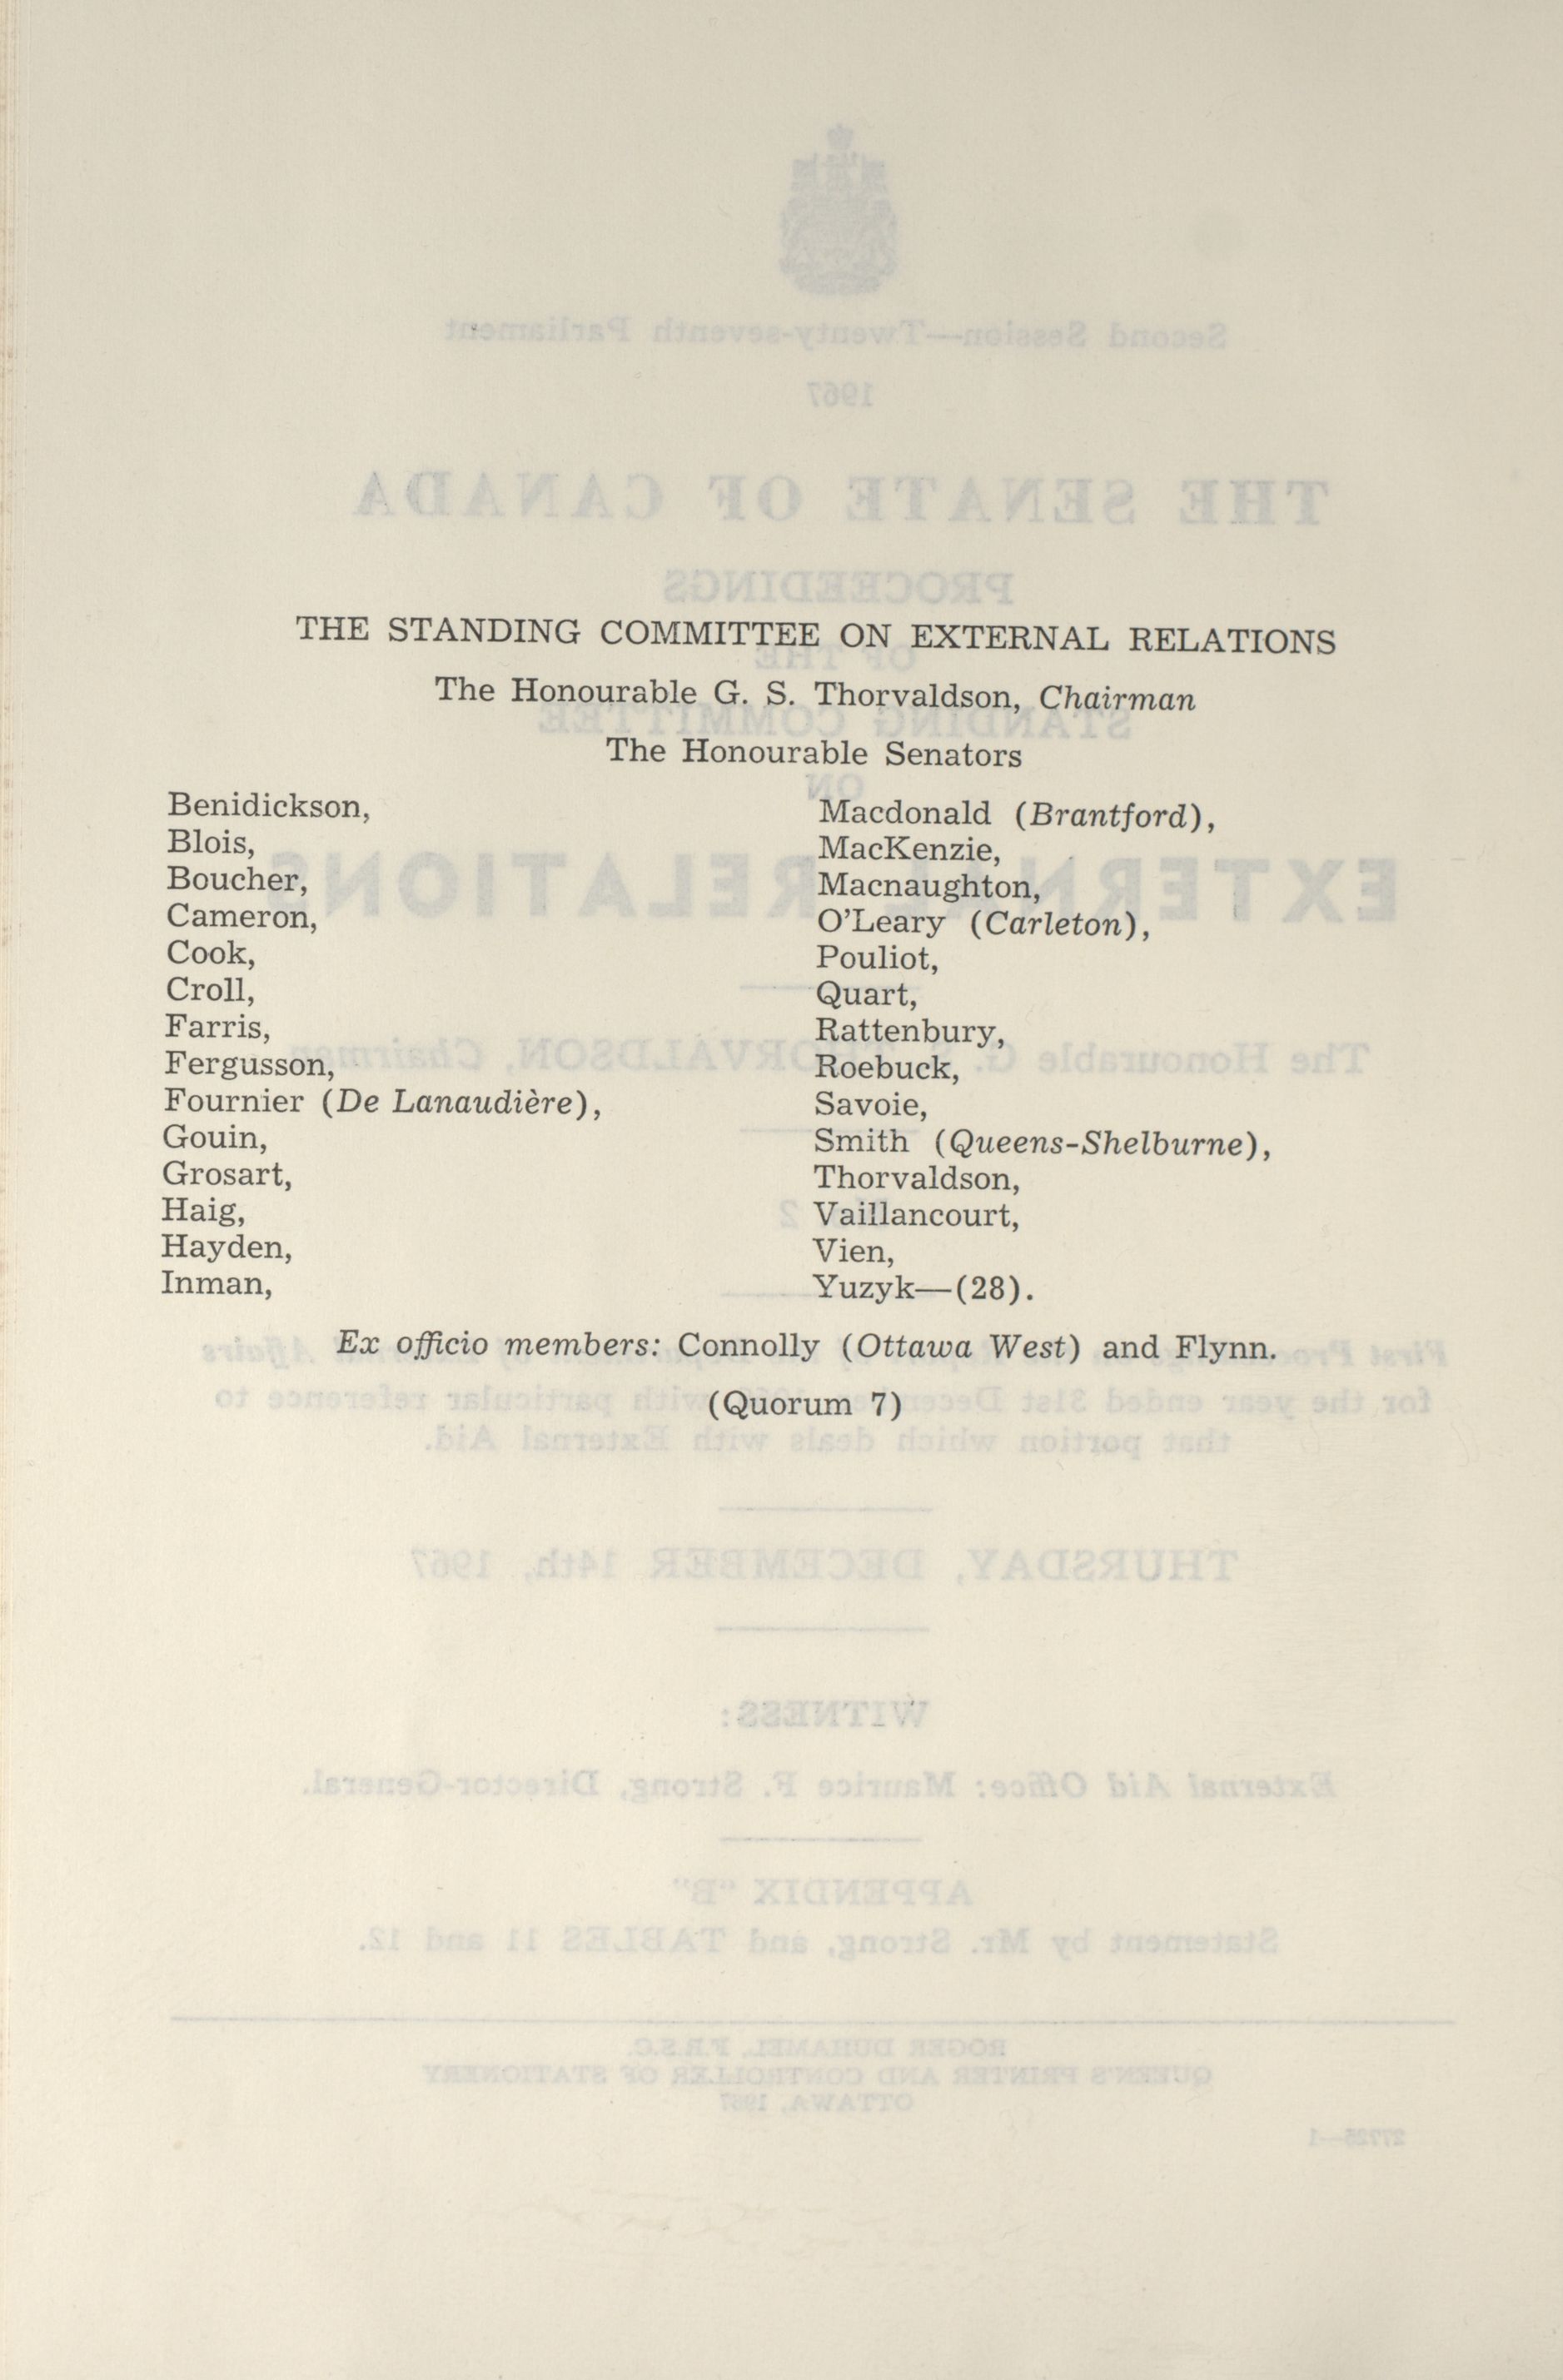 THE STANDING COMMITTEE ON EXTERNAL RELATIONS
The Honourable G. S. Thorvaldson, Chairman
The Honourable Senators
Benidickson,
Blois,
Boucher,
Cameron,
Cook,
Croll,
Farris,
Fergusson,
Fournier (De Lanaudière),
Gouin,
Grosart,
Haig,
Hayden,
Inman,
Macdonald (Brantford),
MacKenzie,
Macnaughton,
O’Leary (Carleton),
Pouliot,
Quart,
Rattenbury,
Roebuck,
Savoie,
Smith (Queens-Shelburne),
Thorvaldson,
Vaillancourt,
Vien,
Yuzyk—(28).
Ex officio members: Connolly (Ottawa West) and Flynn.
(Quorum 7)